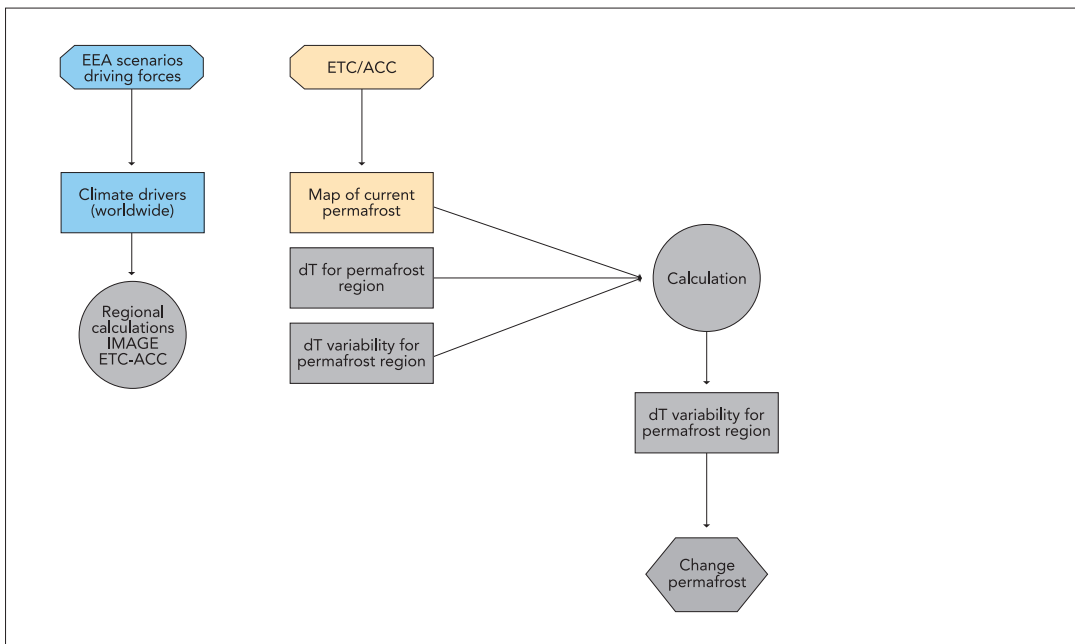 EEA scenarios
driving forces
ETC/ACC
Climate drivers
(worldwide)
Map of current
permafrost
dT for permafrost
region
Calculation
Regional
calculations
IMAGE
ETC-ACC
dT variability for
permafrost region
dT variability for
permafrost region
Change
permafrost